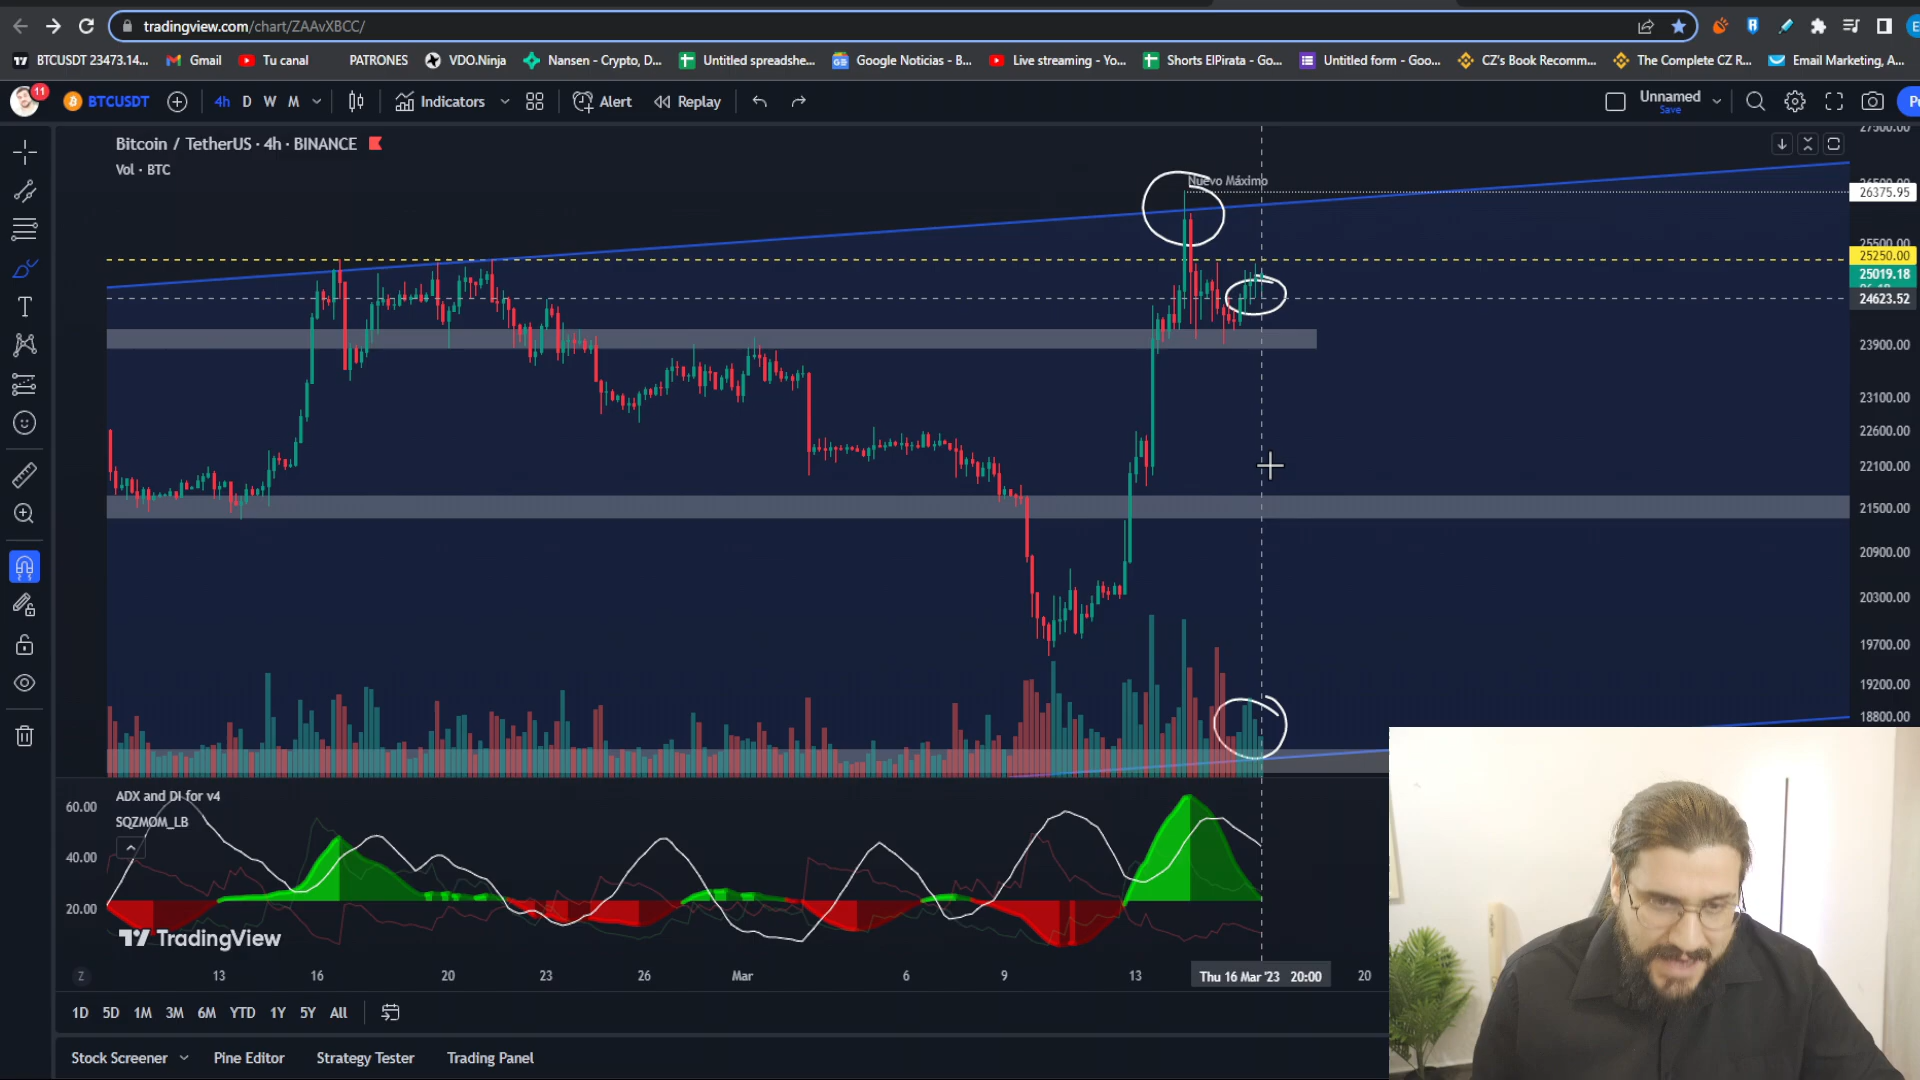 tradingview.com/chart/ZAAvXBCC/
BTCUSDT 23473.14... Gmail Tu canal PATRONES VDO.Ninja Nansen - Crypto, D... Untitled spreadshe... Google Noticias - B... Live streaming - Yo... Shorts ElPirata - Go... Untitled form - Goo... CZ's Book Recomm... The Complete CZ R... Email Marketing, A...
11 BTCUSDT 4h D W M Indicators Alert Replay Unnamed
Save
Bitcoin / TetherUS · 4h · BINANCE
Vol · BTC
Nuevo Máximo
27500.00
26375.95
25500.00
25250.00
25019.18
24623.52
23900.00
23100.00
22600.00
22100.00
21500.00
20900.00
20300.00
19700.00
19200.00
18800.00
ADX and DI for v4
SQZMOM_LB
60.00
40.00
20.00
TradingView
Z 13 16 20 23 26 Mar 6 9 13 Thu 16 Mar '23 20:00 20
1D 5D 1M 3M 6M YTD 1Y 5Y All
Stock Screener Pine Editor Strategy Tester Trading Panel